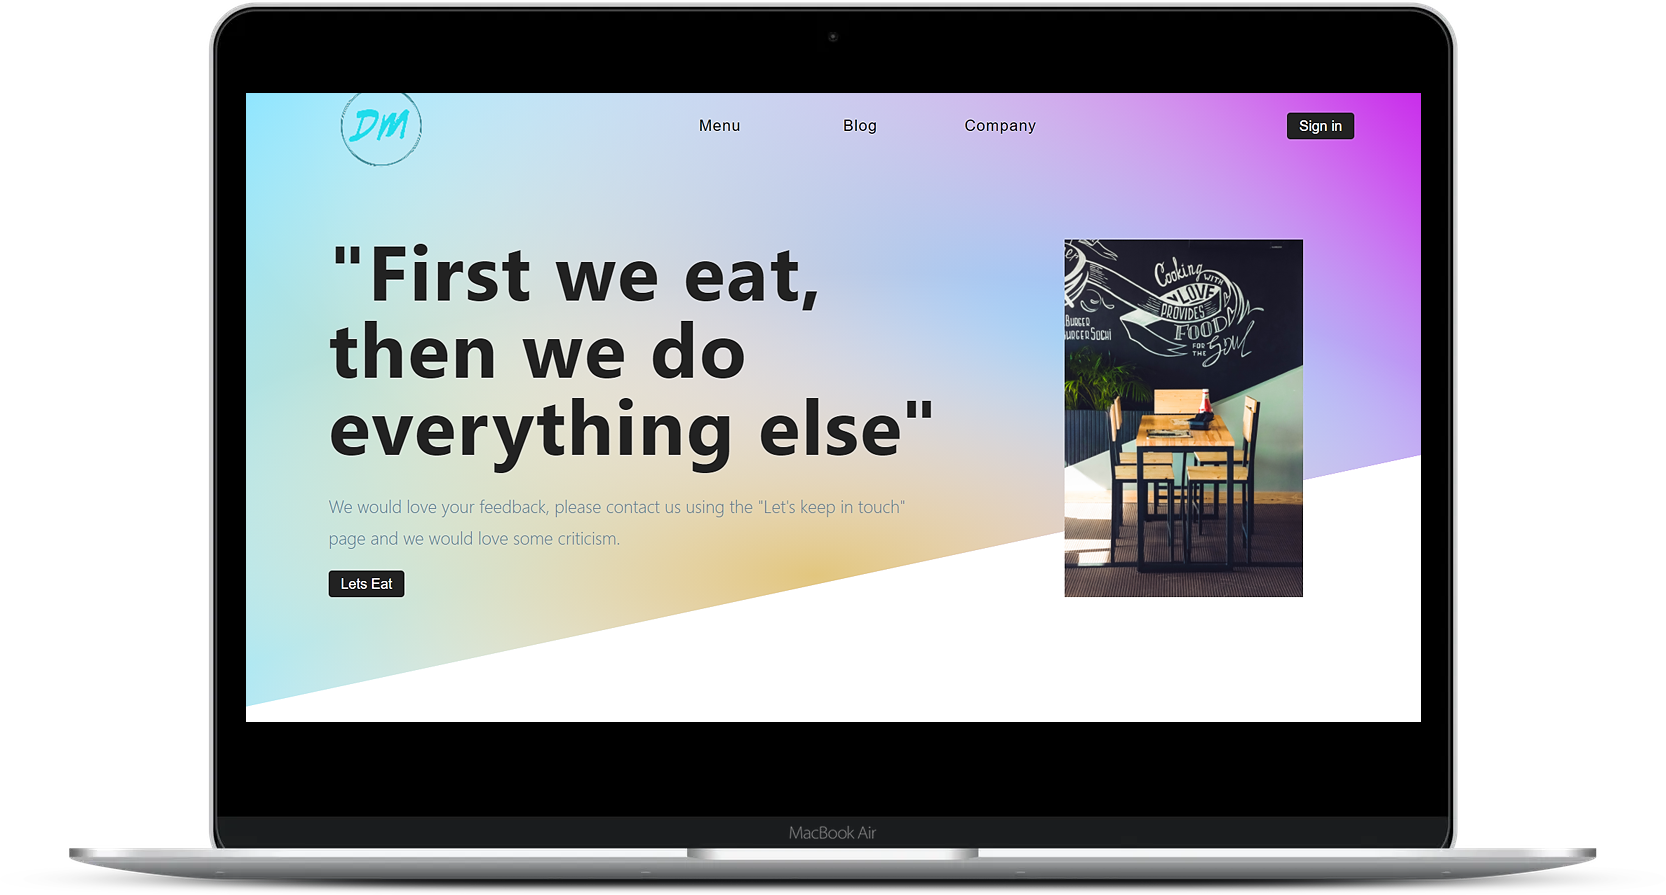 DM
Menu
Blog
Company
Sign in
"First we eat,
then we do
everything else"
We would love your feedback, please contact us using the "Let's keep in touch"
page and we would love some criticism.
Lets Eat
Cooking
WITH
LOVE
PROVIDES
FOOD
FOR
THE
Soul
BURGER
BURGER SOCHI
MacBook Air